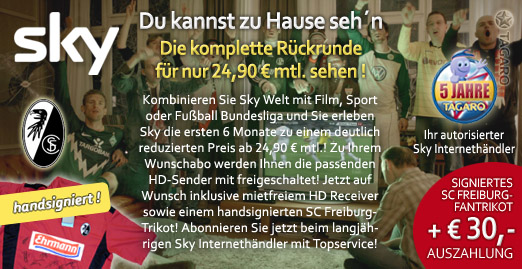 sky
Du kannst zu Hause seh´n
Die komplette Rückrunde
für nur 24,90 € mtl. sehen !
TAGARO
5 JAHRE
TAGARO
Ihr autorisierter
Sky Internethändler
Kombinieren Sie Sky Welt mit Film, Sport
oder Fußball Bundesliga und Sie erleben
Sky die ersten 6 Monate zu einem deutlich
reduzierten Preis ab 24,90 € mtl.! Zu Ihrem
Wunschabo werden Ihnen die passenden
HD-Sender mit freigeschaltet! Jetzt auf
Wunsch inklusive mietfreiem HD Receiver
sowie einem handsignierten SC Freiburg-
Trikot! Abonnieren Sie jetzt beim langjäh-
rigen Sky Internethändler mit Topservice!
SC
handsigniert !
Ehrmann
SIGNIERTES
SC FREIBURG-
FANTRIKOT
+ € 30,-
AUSZAHLUNG